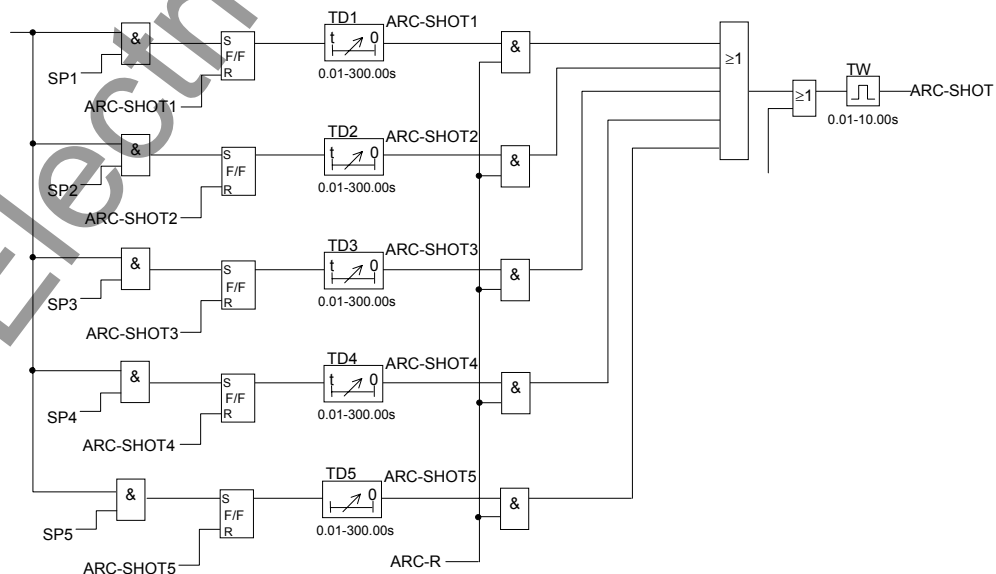 TD1 ARC-SHOT1
& S t 0 &
SP1 F/F ≥1
R 0.01-300.00s
ARC-SHOT1
TW
≥1 ARC-SHOT
0.01-10.00s
TD2 ARC-SHOT2
& S t 0 &
SP2 F/F
R 0.01-300.00s
ARC-SHOT2
TD3 ARC-SHOT3
& S t 0 &
SP3 F/F
R 0.01-300.00s
ARC-SHOT3
TD4 ARC-SHOT4
& S t 0 &
SP4 F/F
R 0.01-300.00s
ARC-SHOT4
TD5 ARC-SHOT5
& S t 0 &
SP5 F/F
R 0.01-300.00s
ARC-SHOT5 ARC-R